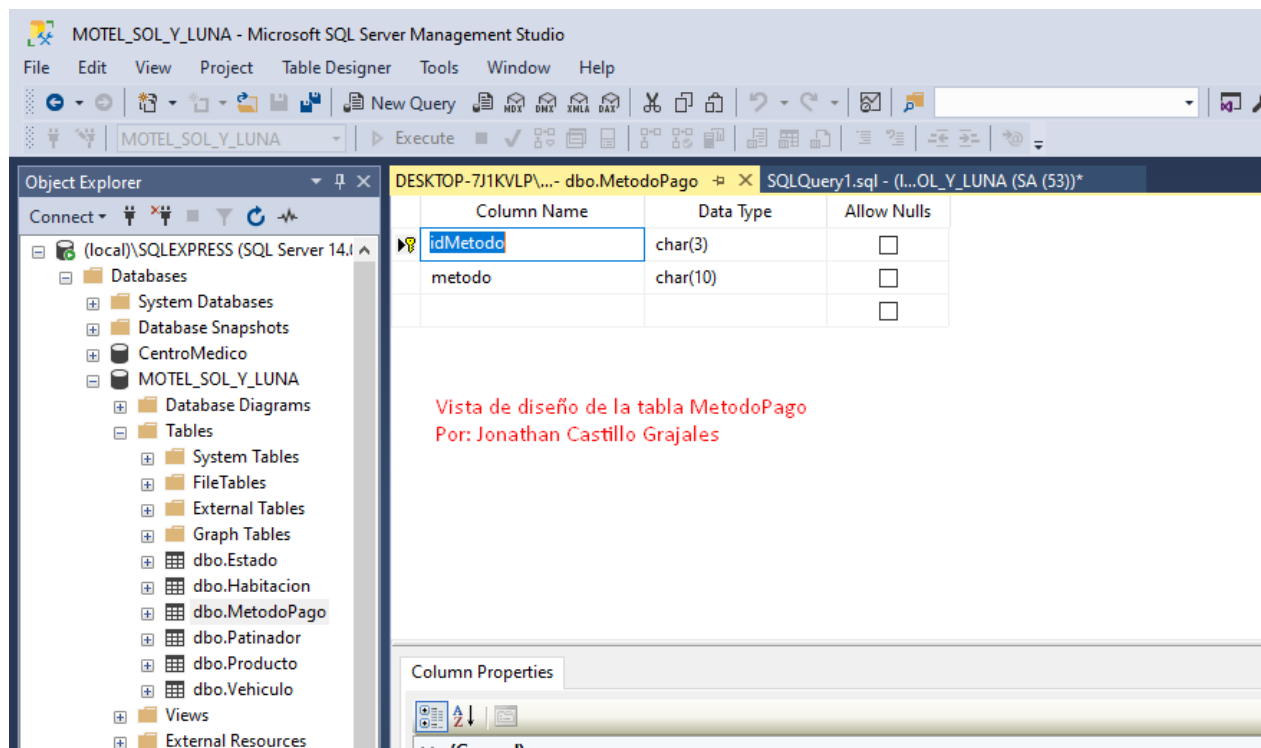 MOTEL_SOL_Y_LUNA - Microsoft SQL Server Management Studio
File Edit View Project Table Designer Tools Window Help
New Query MDX DMX XMLA DAX
MOTEL_SOL_Y_LUNA Execute
Object Explorer
Connect
(local)\SQLEXPRESS (SQL Server 14.
Databases
System Databases
Database Snapshots
CentroMedico
MOTEL_SOL_Y_LUNA
Database Diagrams
Tables
System Tables
FileTables
External Tables
Graph Tables
dbo.Estado
dbo.Habitacion
dbo.MetodoPago
dbo.Patinador
dbo.Producto
dbo.Vehiculo
Views
External Resources
DESKTOP-7J1KVLP\...- dbo.MetodoPago SQLQuery1.sql - (l...OL_Y_LUNA (SA (53))*
Column Name Data Type Allow Nulls
idMetodo char(3)
metodo char(10)
Vista de diseño de la tabla MetodoPago
Por: Jonathan Castillo Grajales
Column Properties